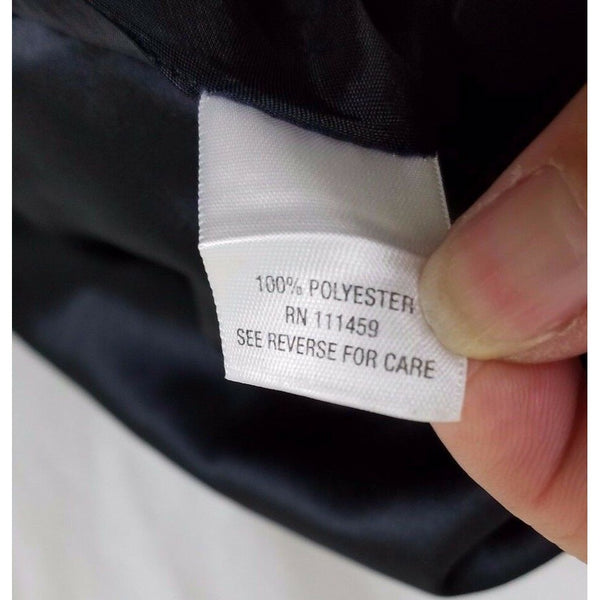 100% POLYESTER
RN 111459
SEE REVERSE FOR CARE